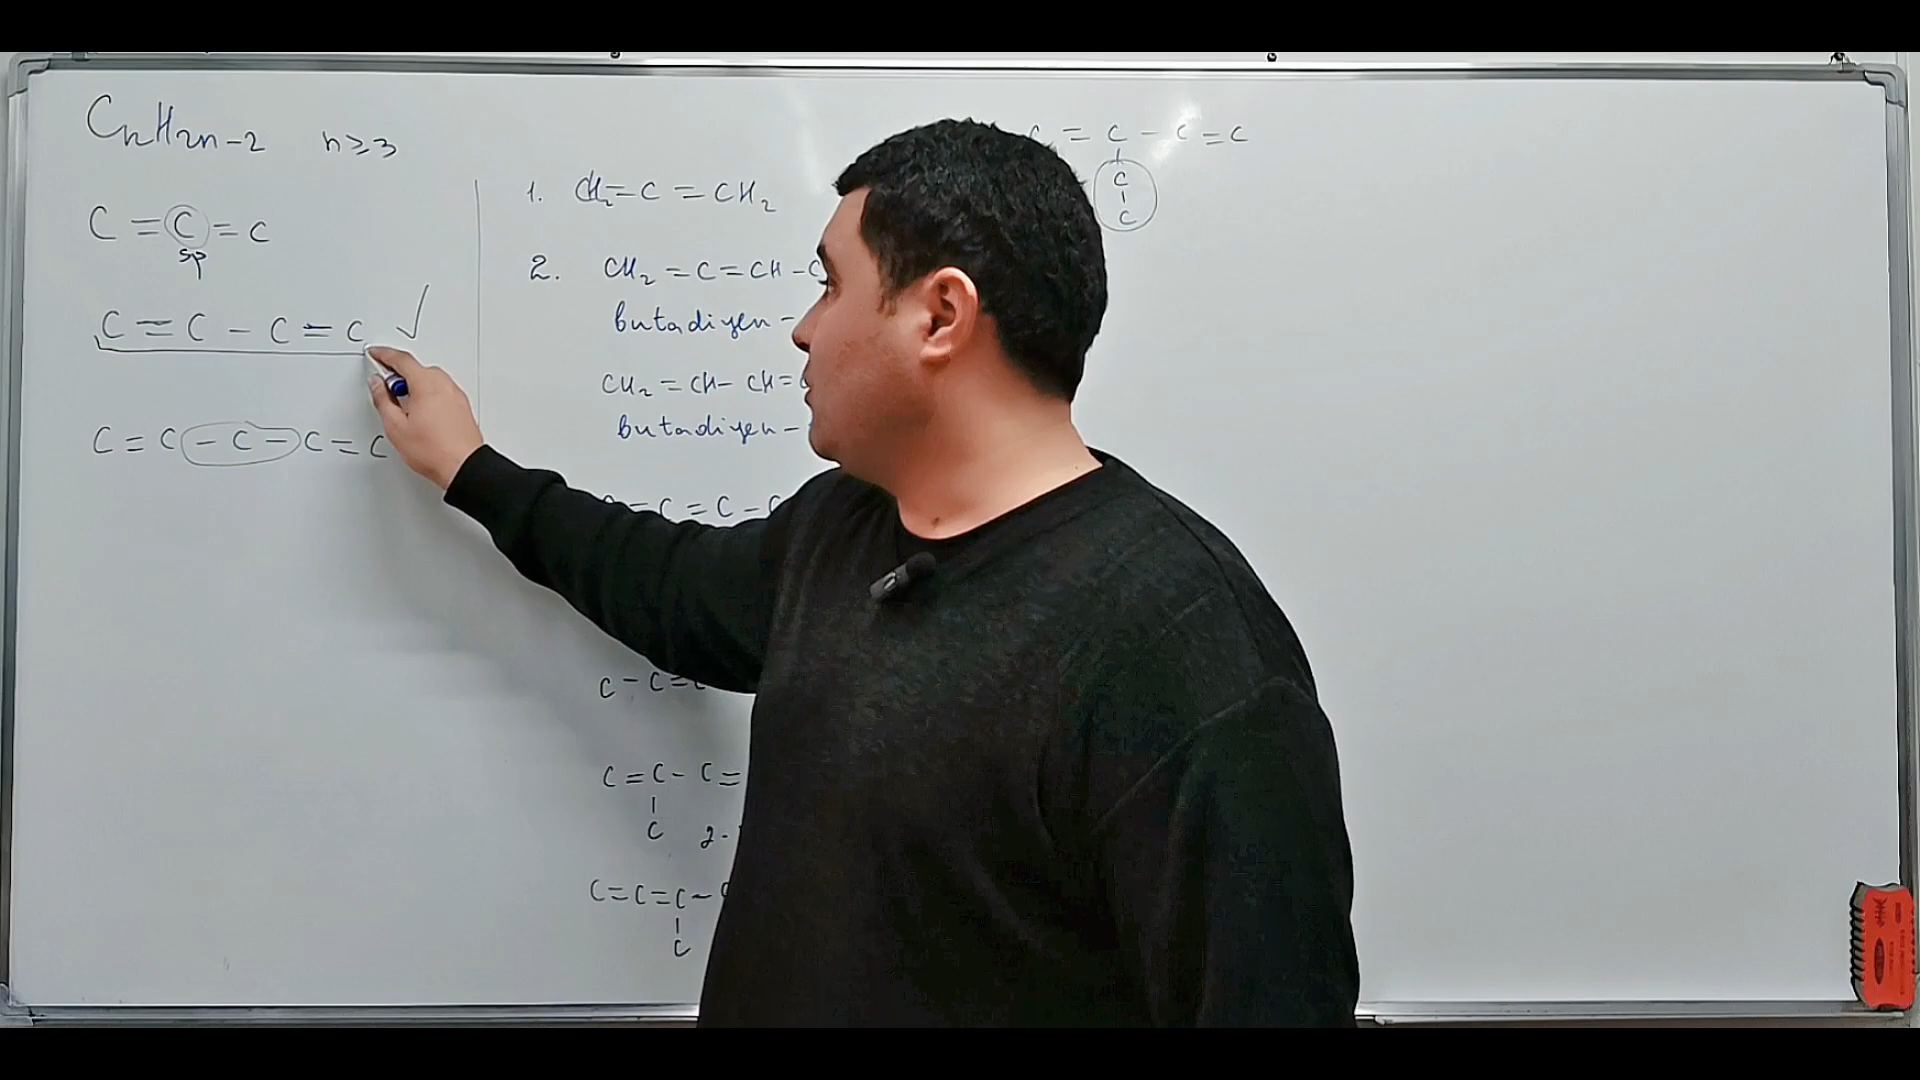 CnH2n-2 n≥3
C=C=C
sp
C=C-C=C ✓
C=C-C-C=C
1. CH2=C=CH2
2. CH2=C=CH-C
butadiyen-
CH2=CH-CH=
butadiyen-
=C=C-C
C-C=C
C=C-C=
|
C 2-
C=C=C-C
|
C
C=C-C=C
|
C
|
C